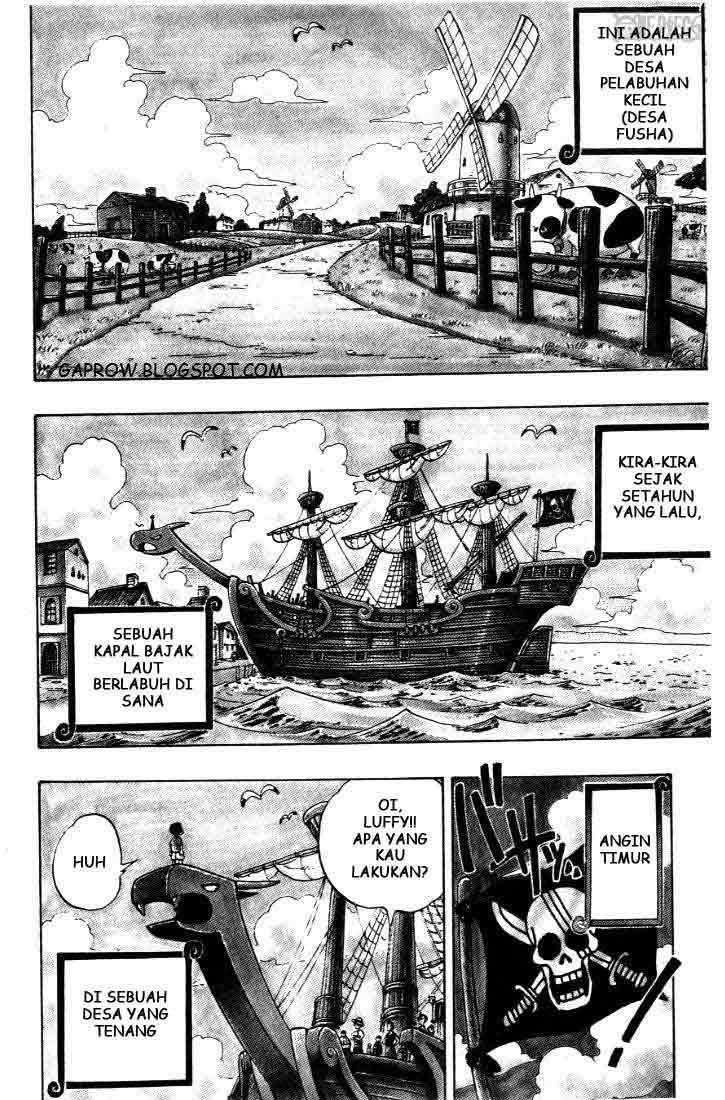 INI ADALAH
SEBUAH
DESA
PELABUHAN
KECIL
(DESA
FUSHA)
GAPROW.BLOGSPOT.COM
KIRA-KIRA
SEJAK
SETAHUN
YANG LALU,
SEBUAH
KAPAL BAJAK
LAUT
BERLABUH DI
SANA
ANGIN
TIMUR
OI,
LUFFY!!
APA YANG
KAU
LAKUKAN?
HUH
DI SEBUAH
DESA YANG
TENANG